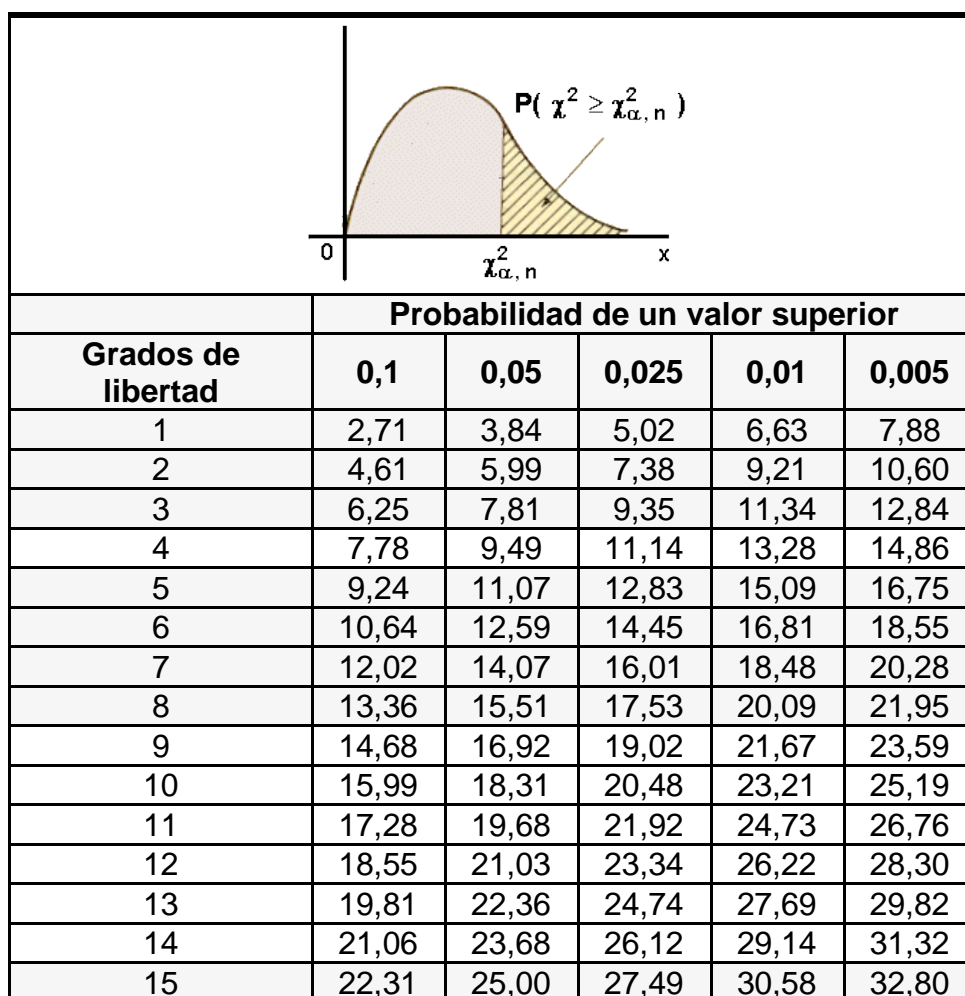 P( χ² ≥ χ²α, n )
0
χ²α, n
x
Probabilidad de un valor superior
Grados de libertad 0,1 0,05 0,025 0,01 0,005
1 2,71 3,84 5,02 6,63 7,88
2 4,61 5,99 7,38 9,21 10,60
3 6,25 7,81 9,35 11,34 12,84
4 7,78 9,49 11,14 13,28 14,86
5 9,24 11,07 12,83 15,09 16,75
6 10,64 12,59 14,45 16,81 18,55
7 12,02 14,07 16,01 18,48 20,28
8 13,36 15,51 17,53 20,09 21,95
9 14,68 16,92 19,02 21,67 23,59
10 15,99 18,31 20,48 23,21 25,19
11 17,28 19,68 21,92 24,73 26,76
12 18,55 21,03 23,34 26,22 28,30
13 19,81 22,36 24,74 27,69 29,82
14 21,06 23,68 26,12 29,14 31,32
15 22,31 25,00 27,49 30,58 32,80